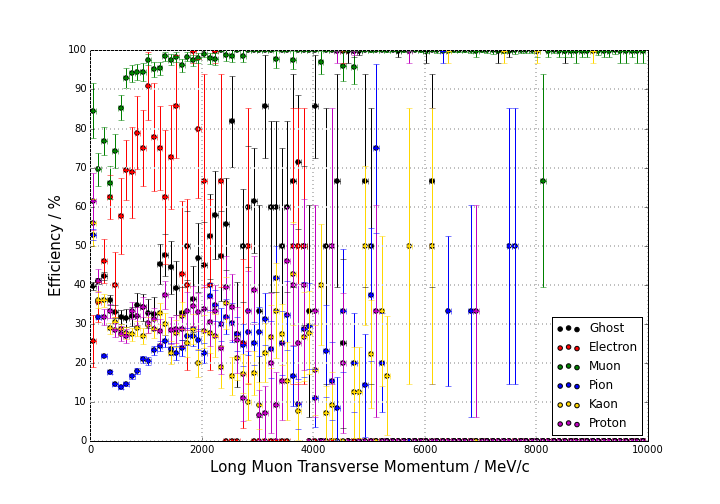 100
90
80
70
60
50
40
30
20
10
0
Efficiency / %
0 2000 4000 6000 8000 10000
Long Muon Transverse Momentum / MeV/c
Ghost
Electron
Muon
Pion
Kaon
Proton